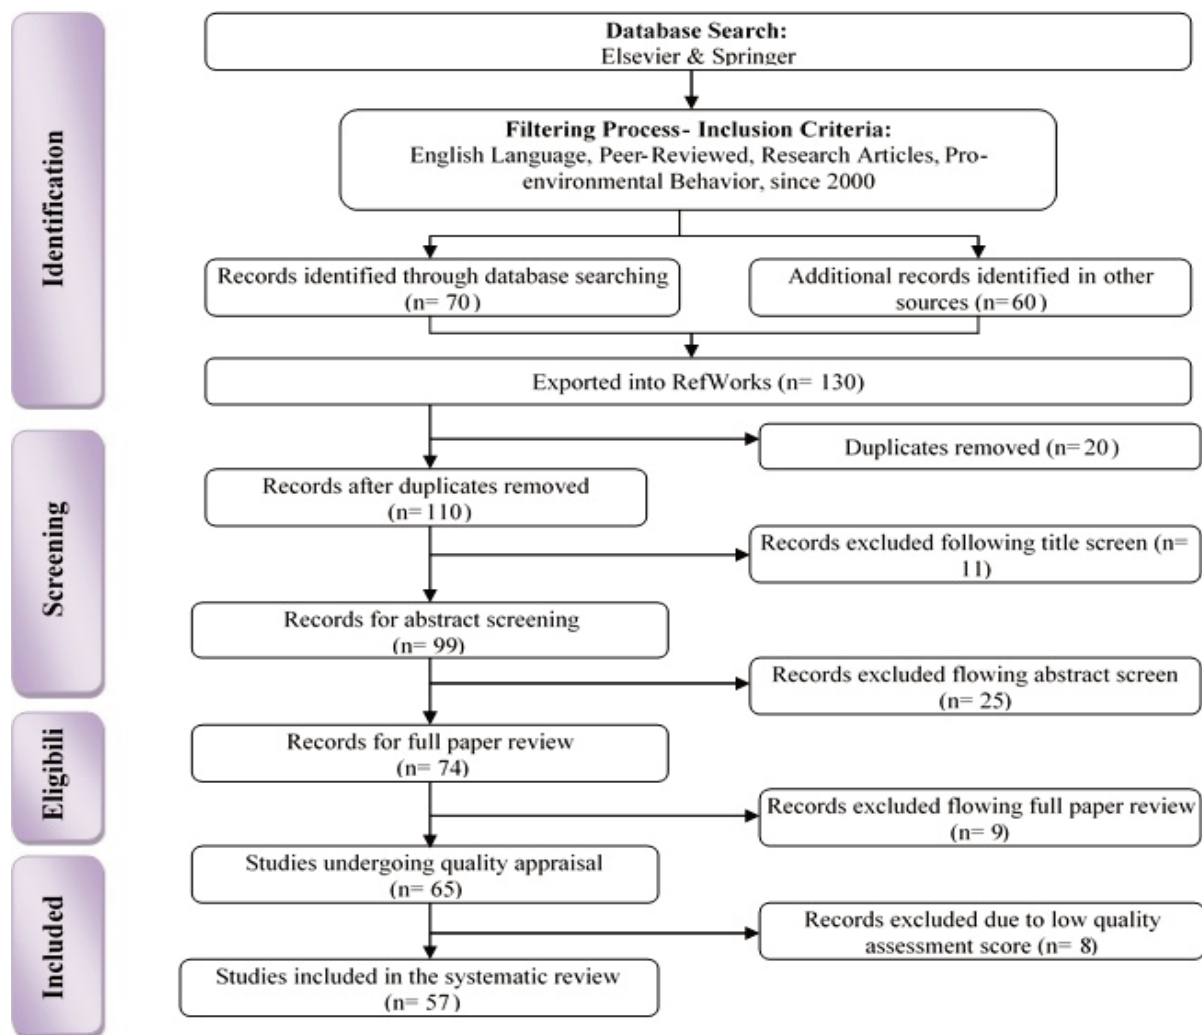 Identification
Database Search:
Elsevier & Springer
Filtering Process- Inclusion Criteria:
English Language, Peer-Reviewed, Research Articles, Pro-
environmental Behavior, since 2000
Records identified through database searching
(n= 70)
Additional records identified in other
sources (n=60)
Exported into RefWorks (n= 130)
Screening
Duplicates removed (n=20)
Records after duplicates removed
(n=110)
Records excluded following title screen (n=
11)
Records for abstract screening
(n= 99)
Records excluded flowing abstract screen
(n= 25)
Eligibili
Records for full paper review
(n= 74)
Records excluded flowing full paper review
(n= 9)
Included
Studies undergoing quality appraisal
(n= 65)
Records excluded due to low quality
assessment score (n= 8)
Studies included in the systematic review
(n= 57)